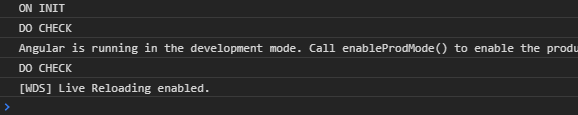 ON INIT
DO CHECK
Angular is running in the development mode. Call enableProdMode() to enable the produ
DO CHECK
[WDS] Live Reloading enabled.
>